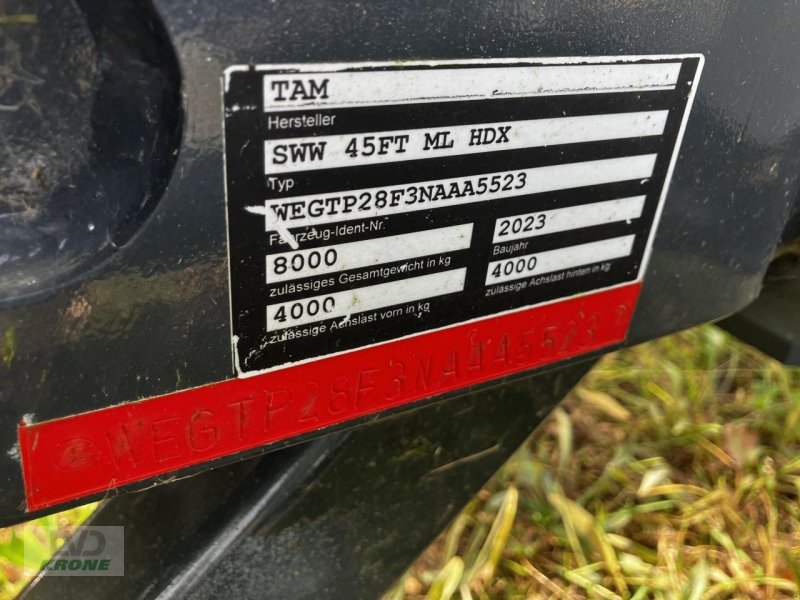 TAM
Hersteller
SWW 45FT ML HDX
Typ
WEGTP28F3NAAA5523
Fahrzeug-Ident-Nr.
8000 2023
zulässiges Gesamtgewicht in kg Baujahr
4000 4000
zulässige Achslast vorn in kg zulässige Achslast hinten in kg
WEGTP28F3NAAA5523
LVD
KRONE